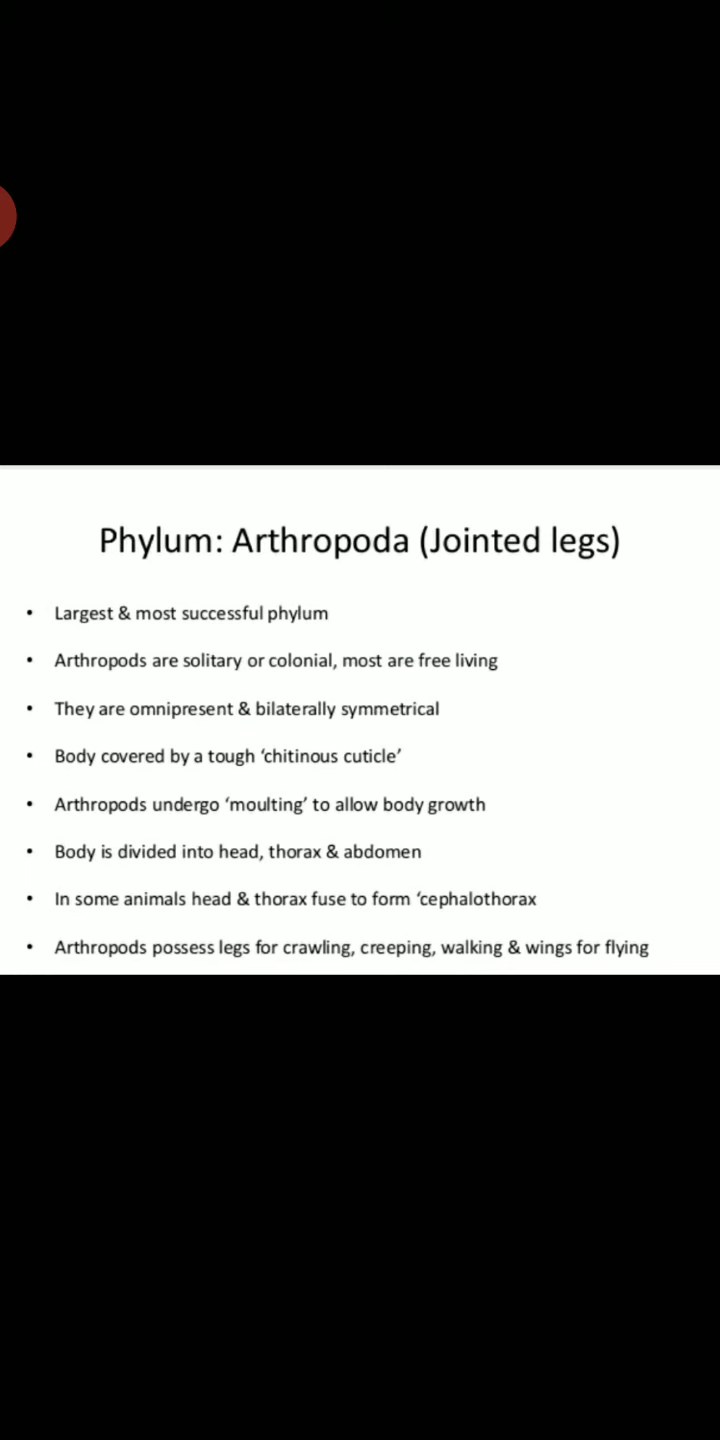 Phylum: Arthropoda (Jointed legs)
• Largest & most successful phylum
• Arthropods are solitary or colonial, most are free living
• They are omnipresent & bilaterally symmetrical
• Body covered by a tough ‘chitinous cuticle’
• Arthropods undergo ‘moulting’ to allow body growth
• Body is divided into head, thorax & abdomen
• In some animals head & thorax fuse to form ‘cephalothorax
• Arthropods possess legs for crawling, creeping, walking & wings for flying